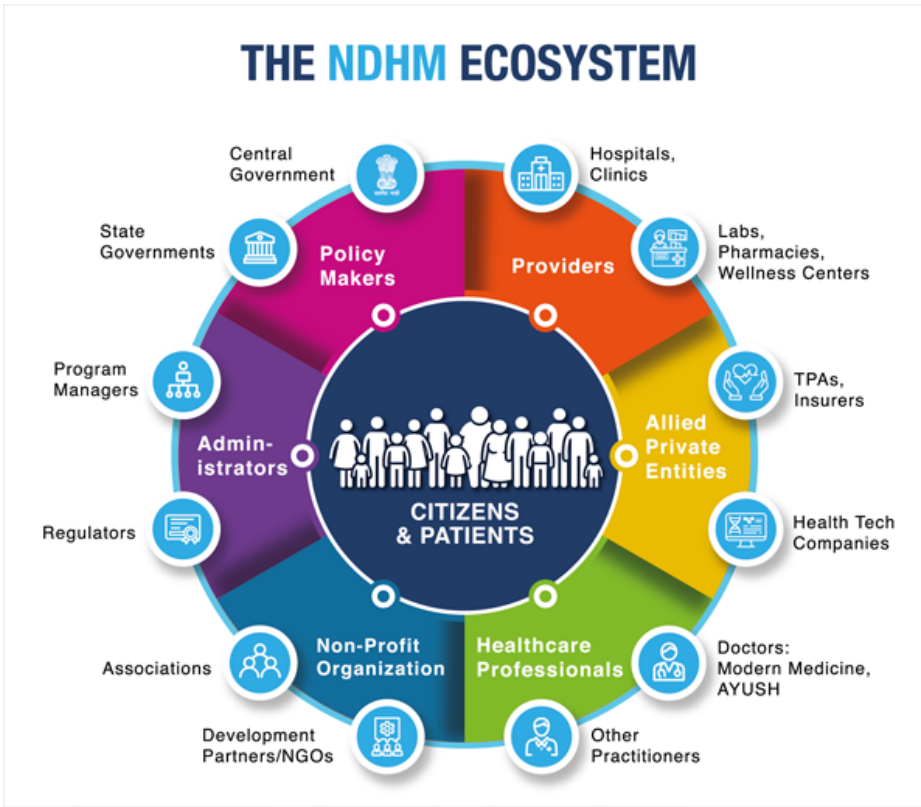 THE NDHM ECOSYSTEM
Central
Government
Hospitals,
Clinics
State
Governments
Labs,
Pharmacies,
Wellness Centers
Policy
Makers
Providers
Program
Managers
TPAs,
Insurers
Admin-
istrators
Allied
Private
Entities
CITIZENS
& PATIENTS
Regulators
Health Tech
Companies
Non-Profit
Organization
Healthcare
Professionals
Associations
Doctors:
Modern Medicine,
AYUSH
Development
Partners/NGOs
Other
Practitioners